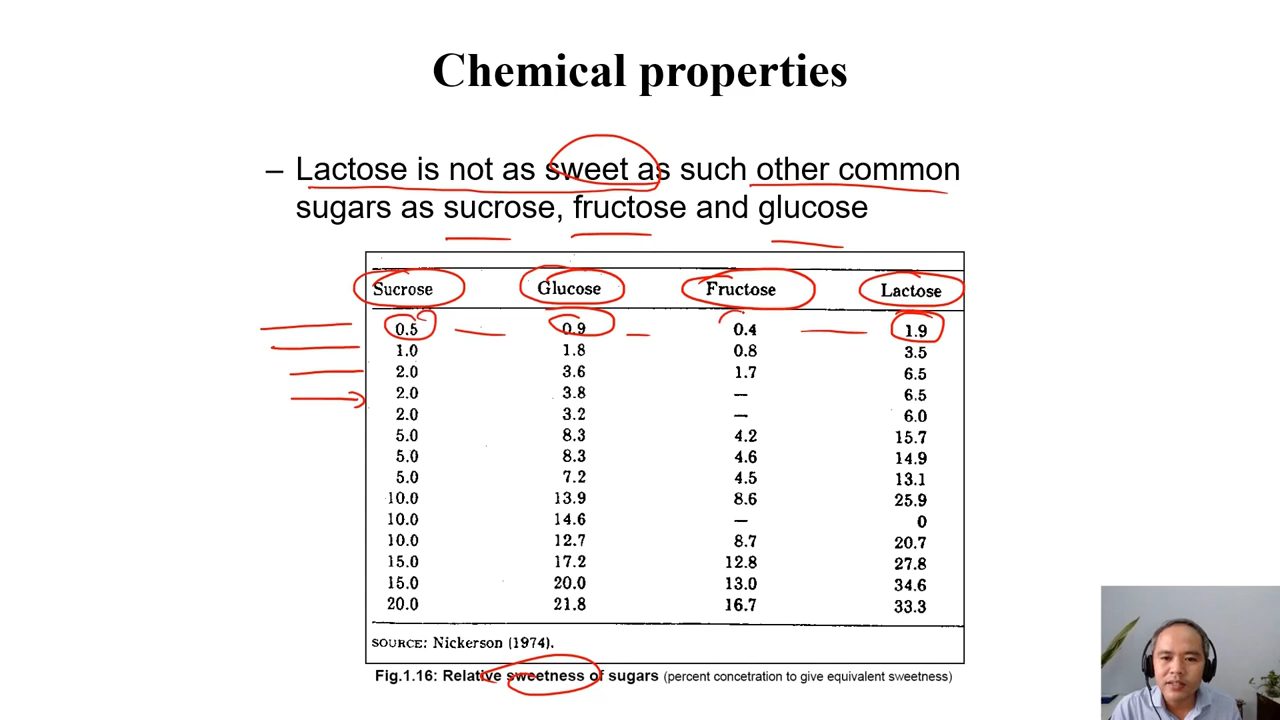 Chemical properties
– Lactose is not as sweet as such other common
sugars as sucrose, fructose and glucose
Sucrose Glucose Fructose Lactose
0.5 0.9 0.4 1.9
1.0 1.8 0.8 3.5
2.0 3.6 1.7 6.5
2.0 3.8 — 6.5
2.0 3.2 — 6.0
5.0 8.3 4.2 15.7
5.0 8.3 4.6 14.9
5.0 7.2 4.5 13.1
10.0 13.9 8.6 25.9
10.0 14.6 — 0
10.0 12.7 8.7 20.7
15.0 17.2 12.8 27.8
15.0 20.0 13.0 34.6
20.0 21.8 16.7 33.3
SOURCE: Nickerson (1974).
Fig.1.16: Relative sweetness of sugars (percent concetration to give equivalent sweetness)